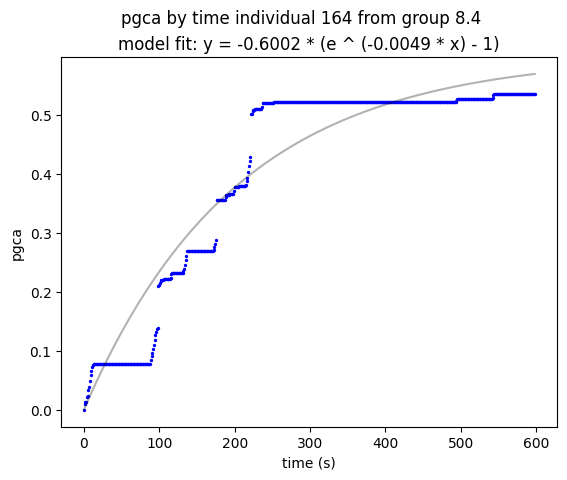 pgca by time individual 164 from group 8.4
model fit: y = -0.6002 * (e ^ (-0.0049 * x) - 1)
0.5
0.4
0.3
0.2
0.1
0.0
pgca
0 100 200 300 400 500 600
time (s)